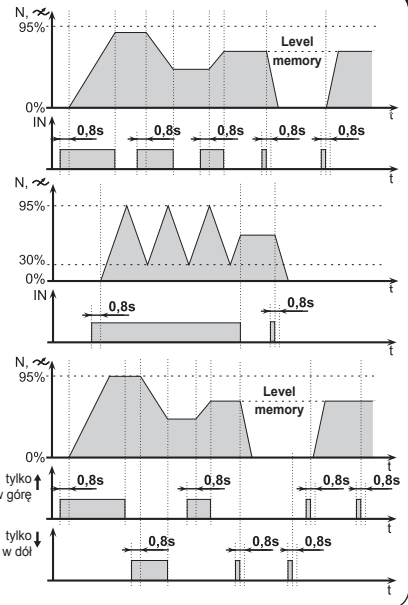 N,
95%
Level
memory
0%
t
IN
0,8s 0,8s 0,8s 0,8s 0,8s
t
N,
95%
30%
0%
t
IN
0,8s 0,8s
t
N,
95%
Level
memory
0%
t
tylko
w górę
0,8s 0,8s 0,8s 0,8s
t
tylko
w dół
0,8s 0,8s 0,8s
t